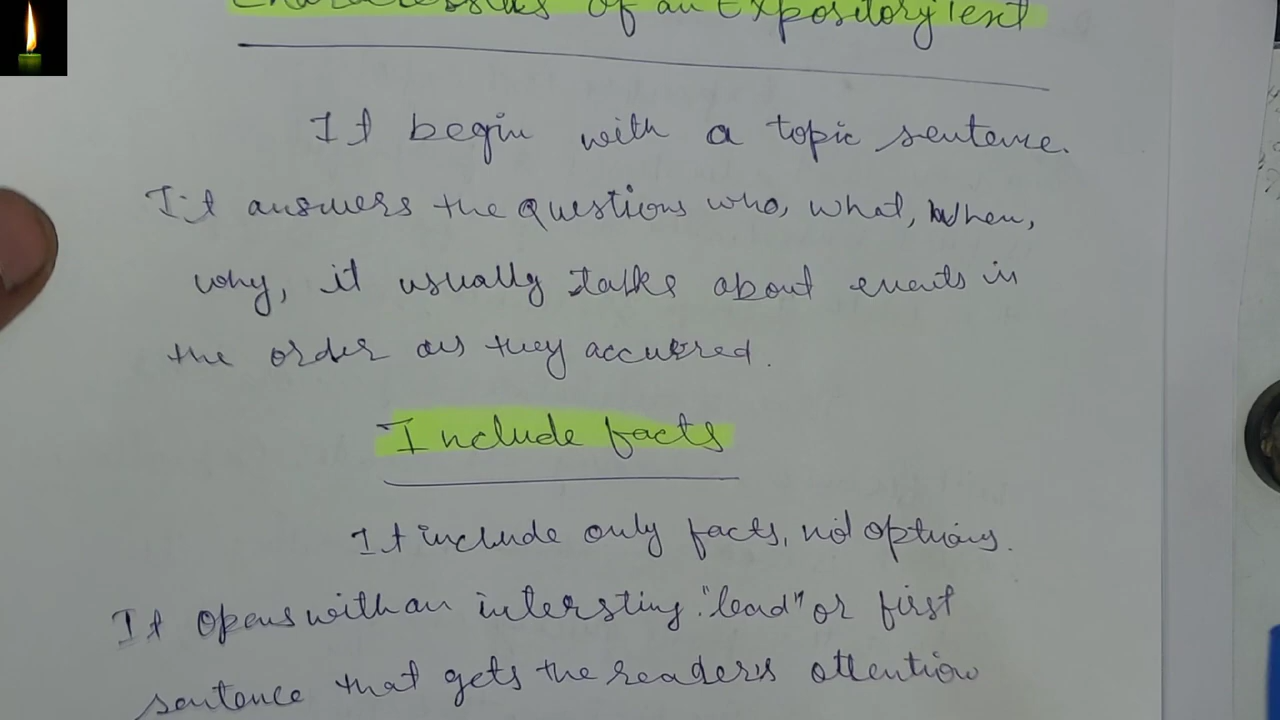 Characteristics of an Expository Text
It begin with a topic sentence.
It answers the questions who, what, When,
why, it usually talks about events in
the order as they accurred.
Include facts
It include only facts, not options.
It opens with an intersting "lead" or first
sentence that gets the readers attention